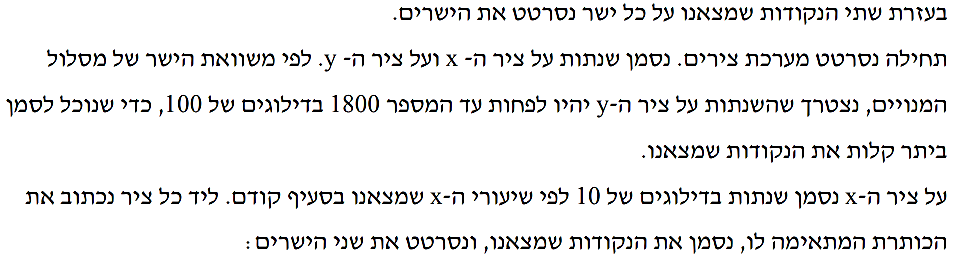 בעזרת שתי הנקודות שמצאנו על כל ישר נסרטט את הישרים.
תחילה נסרטט מערכת צירים. נסמן שנתות על ציר ה- x ועל ציר ה- y. לפי משוואת הישר של מסלול
המנויים, נצטרך שהשנתות על ציר ה-y יהיו לפחות עד המספר 1800 בדילוגים של 100, כדי שנוכל לסמן
ביתר קלות את הנקודות שמצאנו.
על ציר ה-x נסמן שנתות בדילוגים של 10 לפי שיעורי ה-x שמצאנו בסעיף קודם. ליד כל ציר נכתוב את
הכותרת המתאימה לו, נסמן את הנקודות שמצאנו, ונסרטט את שני הישרים: